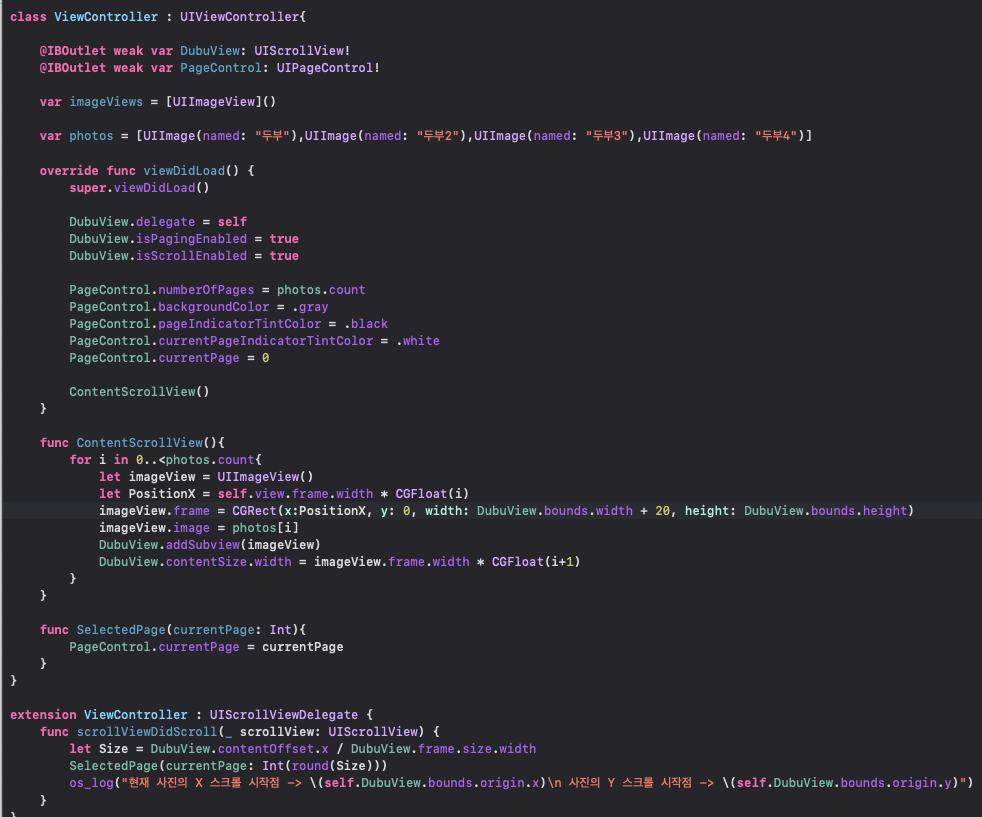 class ViewController : UIViewController{
@IBOutlet weak var DubuView: UIScrollView!
@IBOutlet weak var PageControl: UIPageControl!
var imageViews = [UIImageView]()
var photos = [UIImage(named: "두부"),UIImage(named: "두부2"),UIImage(named: "두부3"),UIImage(named: "두부4")]
override func viewDidLoad() {
super.viewDidLoad()
DubuView.delegate = self
DubuView.isPagingEnabled = true
DubuView.isScrollEnabled = true
PageControl.numberOfPages = photos.count
PageControl.backgroundColor = .gray
PageControl.pageIndicatorTintColor = .black
PageControl.currentPageIndicatorTintColor = .white
PageControl.currentPage = 0
ContentScrollView()
}
func ContentScrollView(){
for i in 0..<photos.count{
let imageView = UIImageView()
let PositionX = self.view.frame.width * CGFloat(i)
imageView.frame = CGRect(x:PositionX, y: 0, width: DubuView.bounds.width + 20, height: DubuView.bounds.height)
imageView.image = photos[i]
DubuView.addSubview(imageView)
DubuView.contentSize.width = imageView.frame.width * CGFloat(i+1)
}
}
func SelectedPage(currentPage: Int){
PageControl.currentPage = currentPage
}
}
extension ViewController : UIScrollViewDelegate {
func scrollViewDidScroll(_ scrollView: UIScrollView) {
let Size = DubuView.contentOffset.x / DubuView.frame.size.width
SelectedPage(currentPage: Int(round(Size)))
os_log("현재 사진의 X 스크롤 시작점 -> \(self.DubuView.bounds.origin.x)\n 사진의 Y 스크롤 시작점 -> \(self.DubuView.bounds.origin.y)")
}
}